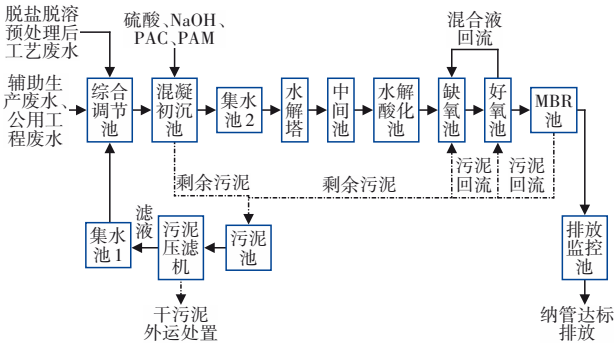 脱盐脱溶
预处理后
工艺废水
硫酸、NaOH、
PAC、PAM
混合液
回流
辅助生
产废水、
公用工
程废水
综合
调节
池
混凝
初沉
池
集水
池2
水
解
塔
中
间
池
水解
酸化
池
缺
氧
池
好
氧
池
MBR
池
剩余污泥
剩余污泥
污泥
回流
污泥
回流
集水
池1
滤
液
污泥
压滤
机
污泥
池
排放
监控
池
干污泥
外运处置
纳管达标
排放